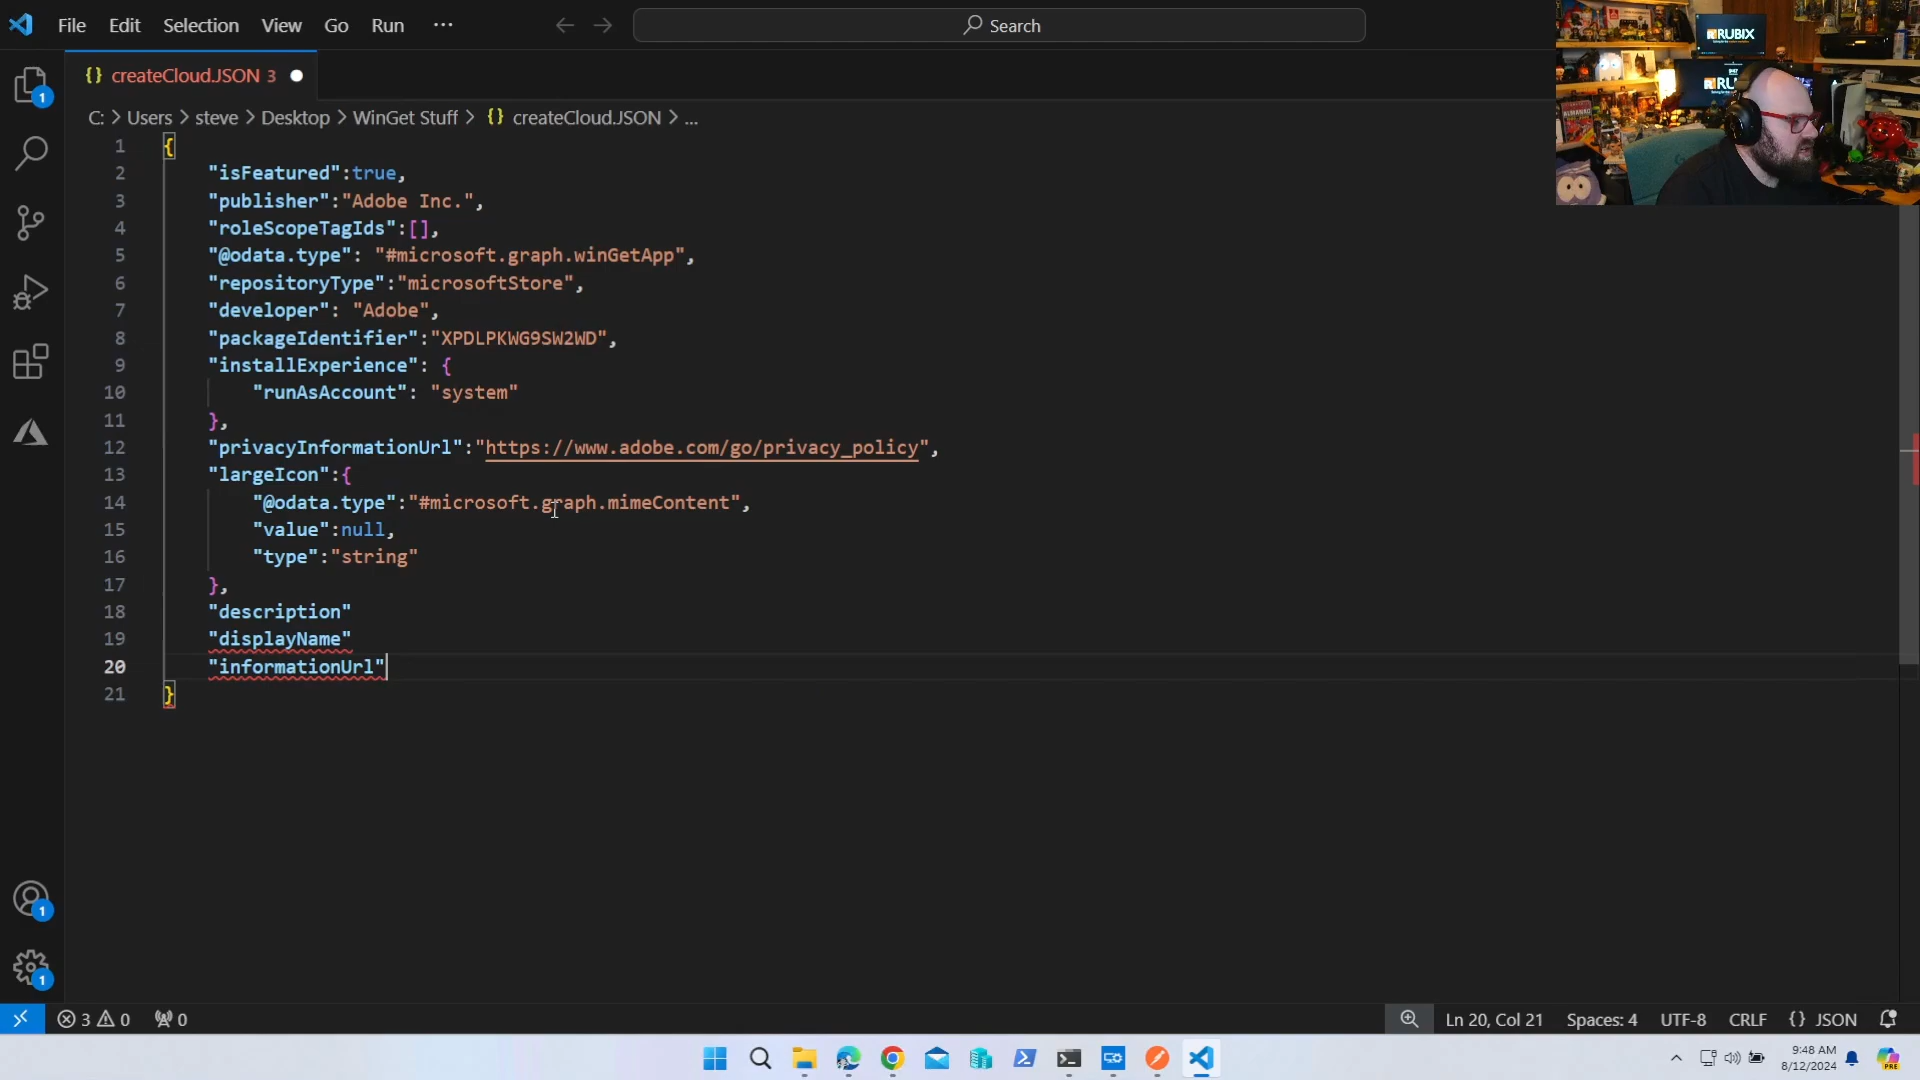 File Edit Selection View Go Run ··· Search
RUBIX
{} createCloud.JSON 3
C: > Users > steve > Desktop > WinGet Stuff > {} createCloud.JSON > ...
1 {
2 "isFeatured":true,
3 "publisher":"Adobe Inc.",
4 "roleScopeTagIds":[],
5 "@odata.type": "#microsoft.graph.winGetApp",
6 "repositoryType":"microsoftStore",
7 "developer": "Adobe",
8 "packageIdentifier":"XPDLPKWG9SW2WD",
9 "installExperience": {
10 "runAsAccount": "system"
11 },
12 "privacyInformationUrl":"https://www.adobe.com/go/privacy_policy",
13 "largeIcon":{
14 "@odata.type":"#microsoft.graph.mimeContent",
15 "value":null,
16 "type":"string"
17 },
18 "description"
19 "displayName"
20 "informationUrl"
21 }
1
1
1
3 0 0 Ln 20, Col 21 Spaces: 4 UTF-8 CRLF {} JSON
9:48 AM
8/12/2024
PRE